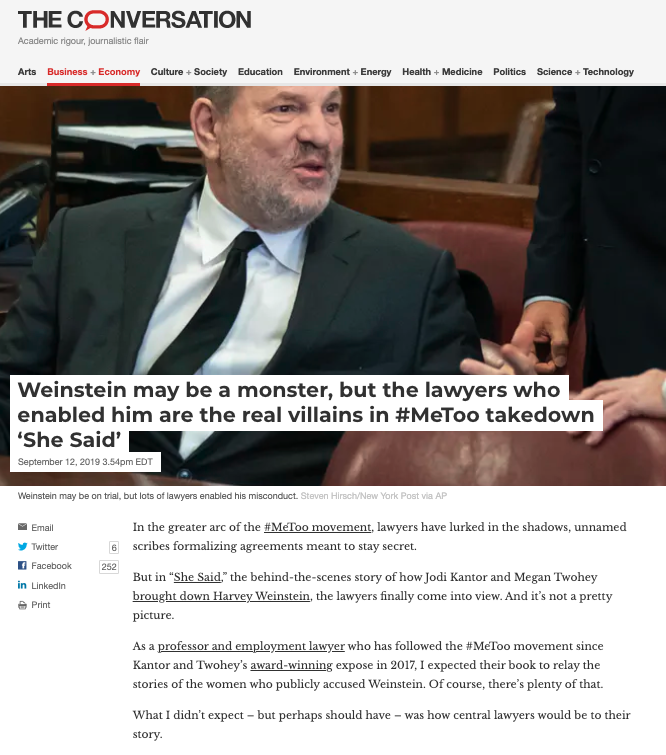 THE CONVERSATION
Academic rigour, journalistic flair
Arts Business + Economy Culture + Society Education Environment + Energy Health + Medicine Politics Science + Technology
Weinstein may be a monster, but the lawyers who
enabled him are the real villains in #MeToo takedown
‘She Said’
September 12, 2019 3.54pm EDT
Weinstein may be on trial, but lots of lawyers enabled his misconduct. Steven Hirsch/New York Post via AP
Email
Twitter 6
Facebook 252
LinkedIn
Print
In the greater arc of the #MeToo movement, lawyers have lurked in the shadows, unnamed
scribes formalizing agreements meant to stay secret.
But in “She Said,” the behind-the-scenes story of how Jodi Kantor and Megan Twohey
brought down Harvey Weinstein, the lawyers finally come into view. And it’s not a pretty
picture.
As a professor and employment lawyer who has followed the #MeToo movement since
Kantor and Twohey’s award-winning expose in 2017, I expected their book to relay the
stories of the women who publicly accused Weinstein. Of course, there’s plenty of that.
What I didn’t expect – but perhaps should have – was how central lawyers would be to their
story.